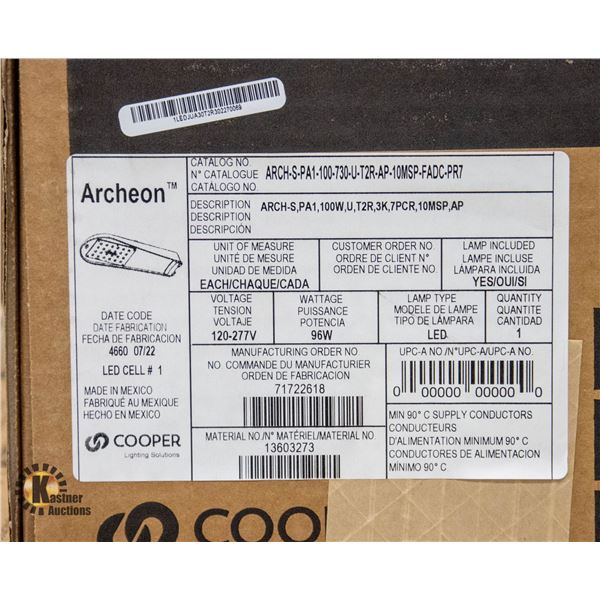 1LEDJUA30T2R302270069
Archeon™
CATALOG NO.
N° CATALOGUE
CATALOG NO.
ARCH-S-PA1-100-730-U-T2R-AP-10MSP-FADC-PR7
DESCRIPTION
DESCRIPTION
DESCRIPTION
ARCH-S,PA1,100W,U,T2R,3K,7PCR,10MSP,AP
UNIT OF MEASURE
UNITÉ DE MESURE
UNIDAD DE MEDIDA
EACH/CHAQUE/CADA
CUSTOMER ORDER NO.
ORDRE DE CLIENT N°
ORDEN DE CLIENTE NO.
LAMP INCLUDED
LAMPE INCLUSE
LÁMPARA INCLUIDA
YES/OUI/SI
VOLTAGE
TENSION
VOLTAJE
120-277V
WATTAGE
PUISSANCE
POTENCIA
96W
LAMP TYPE
MODELE DE LAMPE
TIPO DE LÁMPARA
LED
QUANTITY
QUANTITÉ
CANTIDAD
1
DATE CODE
DATE FABRICATION
FECHA DE FABRICACION
4660 07/22
LED CELL # 1
MADE IN MEXICO
FABRIQUÉ AU MEXIQUE
HECHO EN MEXICO
COOPER
Lighting Solutions
MANUFACTURING ORDER NO
NO COMMANDE DU MANUFACTURIER
ORDEN DE FABRICACIÓN
71722618
UPC-A NO /N°UPC-A/UPC-A NO.
0 00000 00000 0
MATERIAL NO./N° MATÉRIEL/MATERIAL NO.
13603273
MIN 90° C SUPPLY CONDUCTORS
CONDUCTEURS
D'ALIMENTATION MINIMUM 90° C
CONDUCTORES DE ALIMENTACION
MÍNIMO 90° C.
Kastner
Auctions
COOP